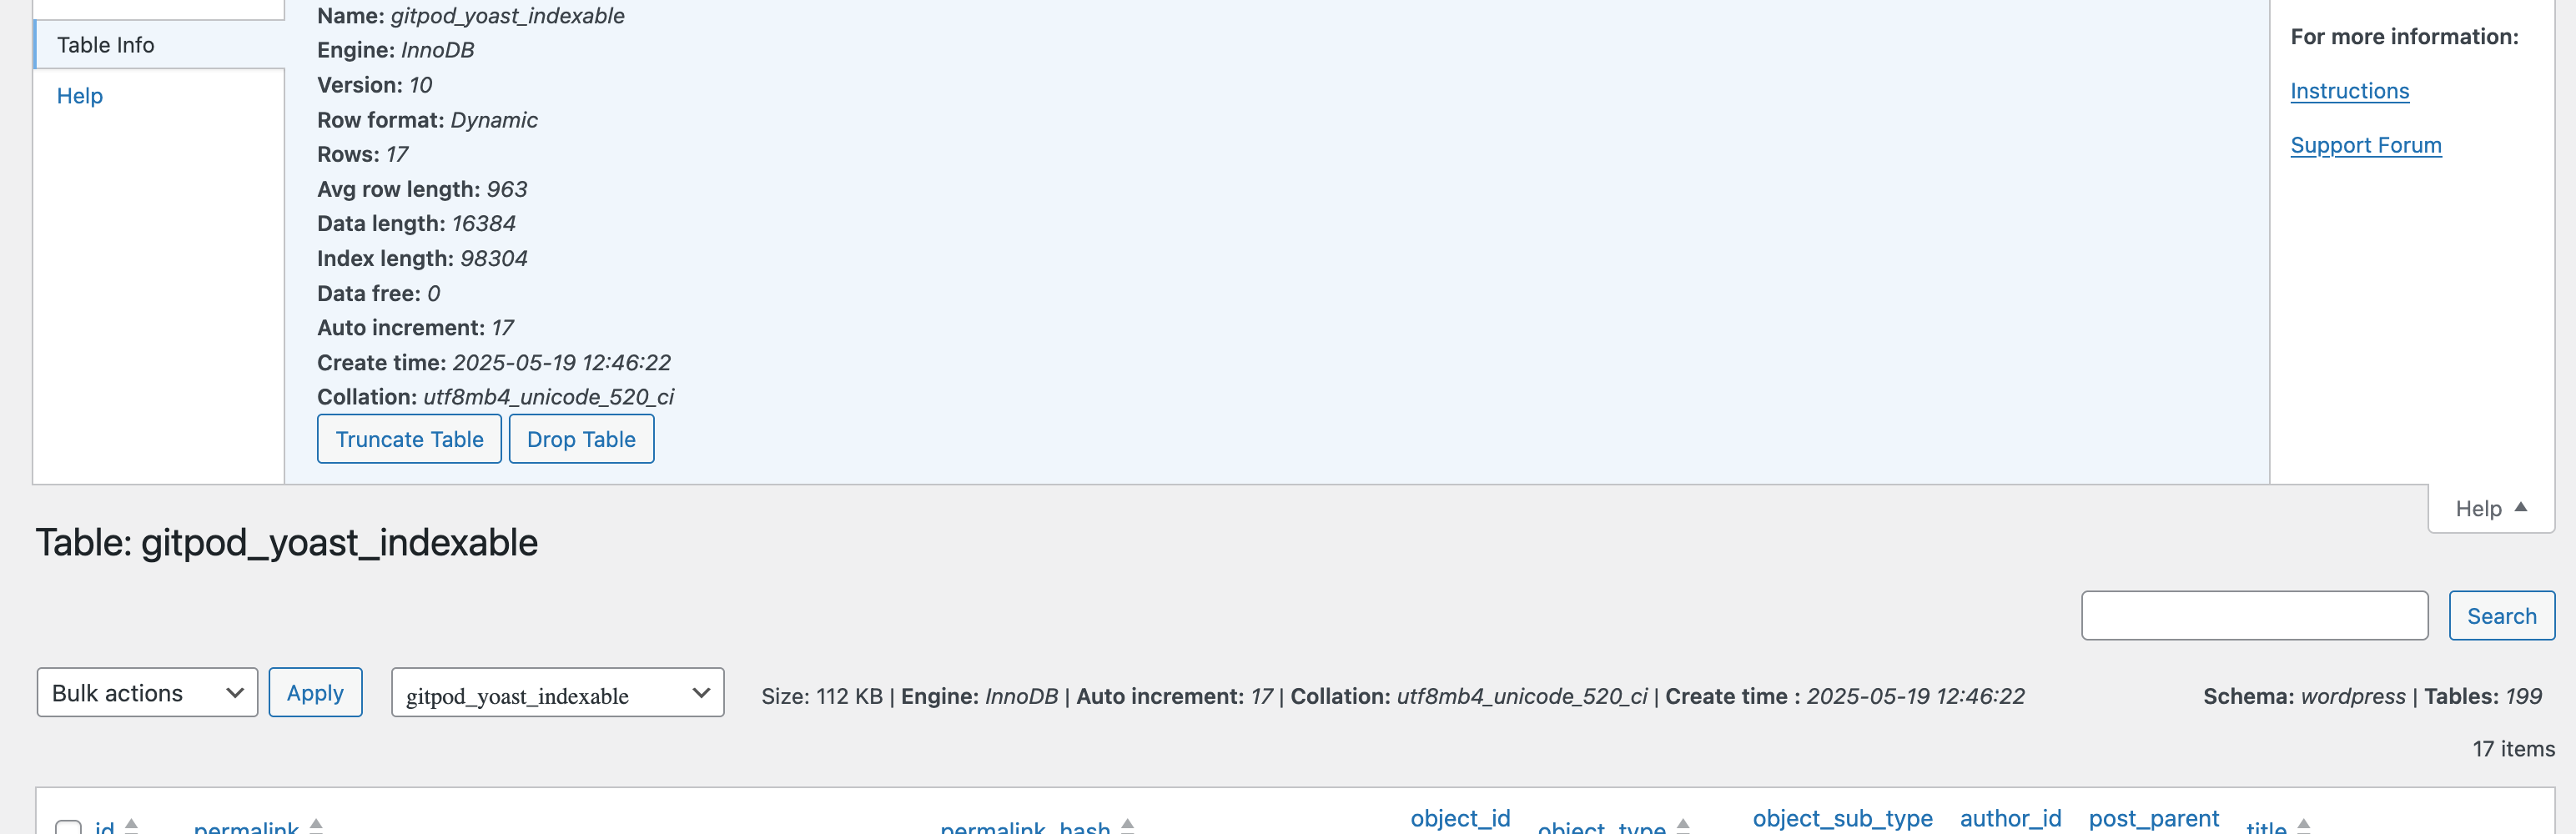 Table Info
Help
Name: gitpod_yoast_indexable
Engine: InnoDB
Version: 10
Row format: Dynamic
Rows: 17
Avg row length: 963
Data length: 16384
Index length: 98304
Data free: 0
Auto increment: 17
Create time: 2025-05-19 12:46:22
Collation: utf8mb4_unicode_520_ci
Truncate Table Drop Table
For more information:
Instructions
Support Forum
Help
Table: gitpod_yoast_indexable
Search
Bulk actions Apply gitpod_yoast_indexable Size: 112 KB | Engine: InnoDB | Auto increment: 17 | Collation: utf8mb4_unicode_520_ci | Create time : 2025-05-19 12:46:22 Schema: wordpress | Tables: 199
17 items
id permalink permalink_hash object_id object_type object_sub_type author_id post_parent title